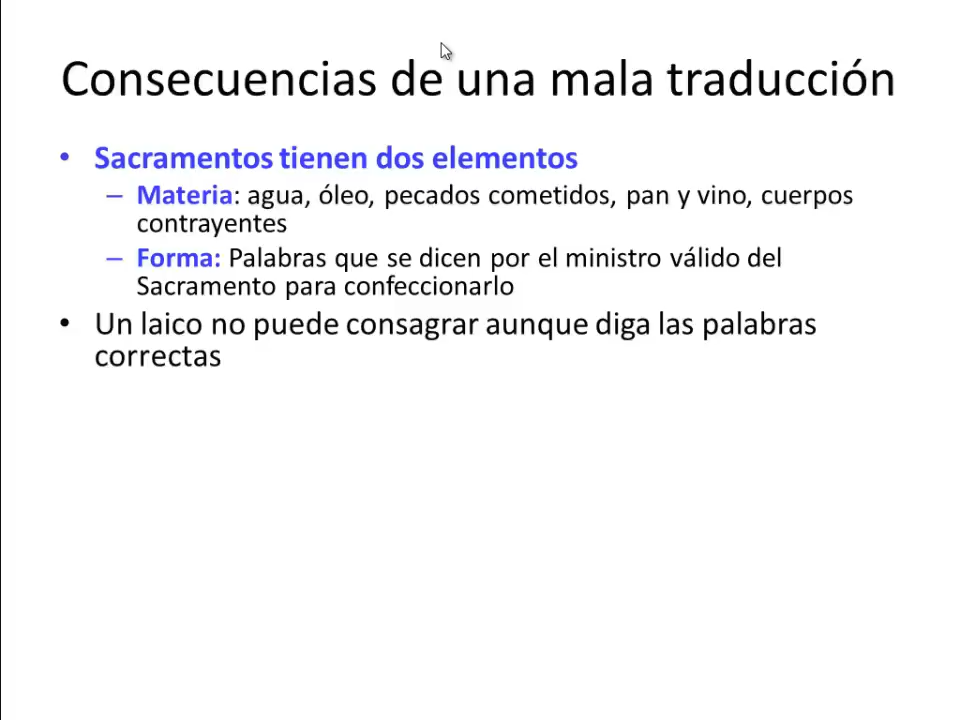 Consecuencias de una mala traducción
• Sacramentos tienen dos elementos
– Materia: agua, óleo, pecados cometidos, pan y vino, cuerpos
contrayentes
– Forma: Palabras que se dicen por el ministro válido del
Sacramento para confeccionarlo
• Un laico no puede consagrar aunque diga las palabras
correctas